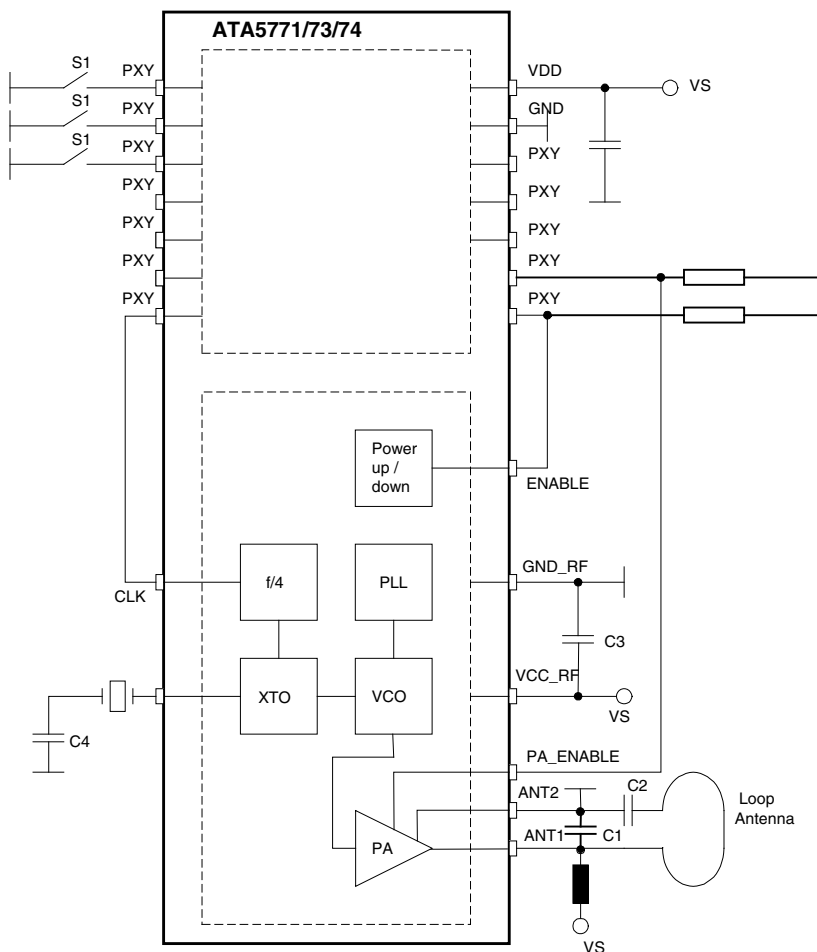 ATA5771/73/74
S1 PXY VDD
VS
S1 PXY GND
S1 PXY PXY
PXY PXY
PXY PXY
PXY PXY
PXY PXY
Power
up /
down
ENABLE
GND_RF
f/4 PLL
CLK
C3
VCC_RF
XTO VCO
VS
C4
PA_ENABLE
ANT2 C2
Loop
Antenna
ANT1 C1
PA
VS